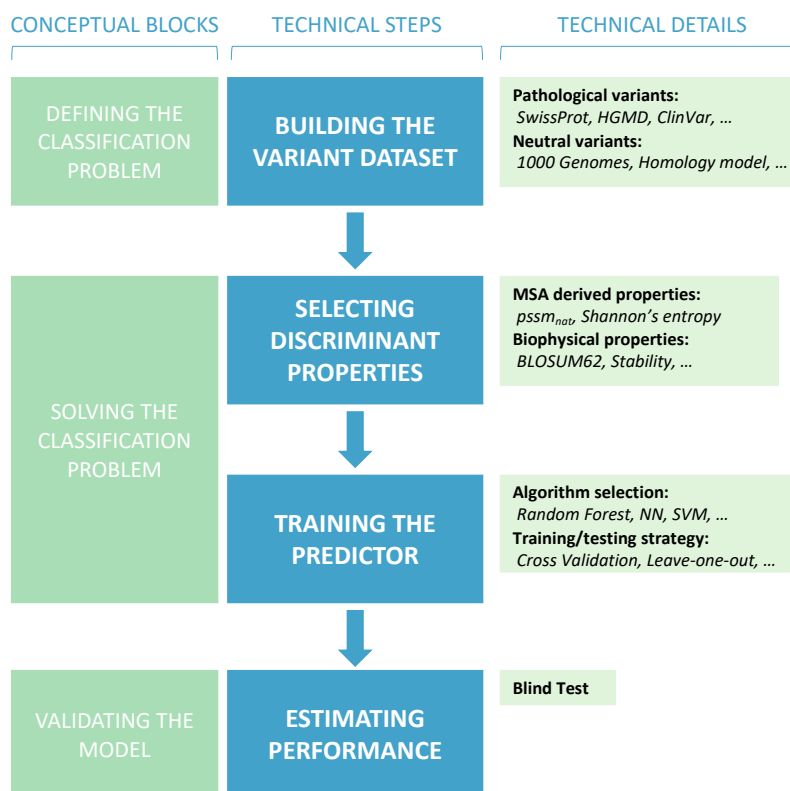 CONCEPTUAL BLOCKS
TECHNICAL STEPS
TECHNICAL DETAILS
DEFINING THE
CLASSIFICATION
PROBLEM
BUILDING THE
VARIANT DATASET
Pathological variants:
SwissProt, HGMD, ClinVar, …
Neutral variants:
1000 Genomes, Homology model, …
SOLVING THE
CLASSIFICATION
PROBLEM
SELECTING
DISCRIMINANT
PROPERTIES
MSA derived properties:
pssmnat, Shannon’s entropy
Biophysical properties:
BLOSUM62, Stability, …
TRAINING THE
PREDICTOR
Algorithm selection:
Random Forest, NN, SVM, …
Training/testing strategy:
Cross Validation, Leave-one-out, …
VALIDATING THE
MODEL
ESTIMATING
PERFORMANCE
Blind Test